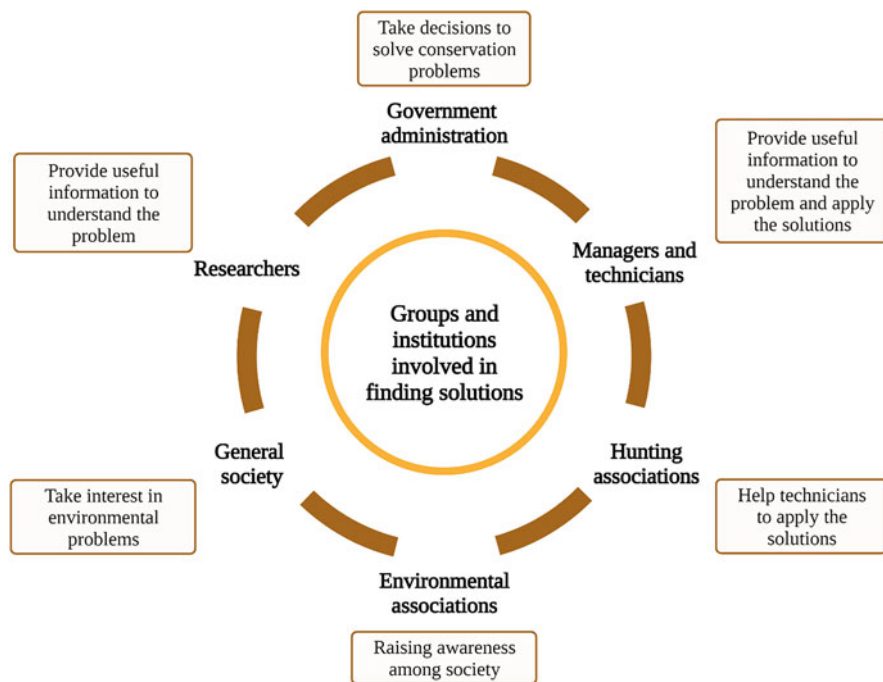 Take decisions to
solve conservation
problems
Government
administration
Provide useful
information to
understand the
problem and apply
the solutions
Managers and
technicians
Provide useful
information to
understand the
problem
Researchers
Groups and
institutions
involved in
finding solutions
General
society
Take interest in
environmental
problems
Hunting
associations
Help technicians
to apply the
solutions
Environmental
associations
Raising awareness
among society